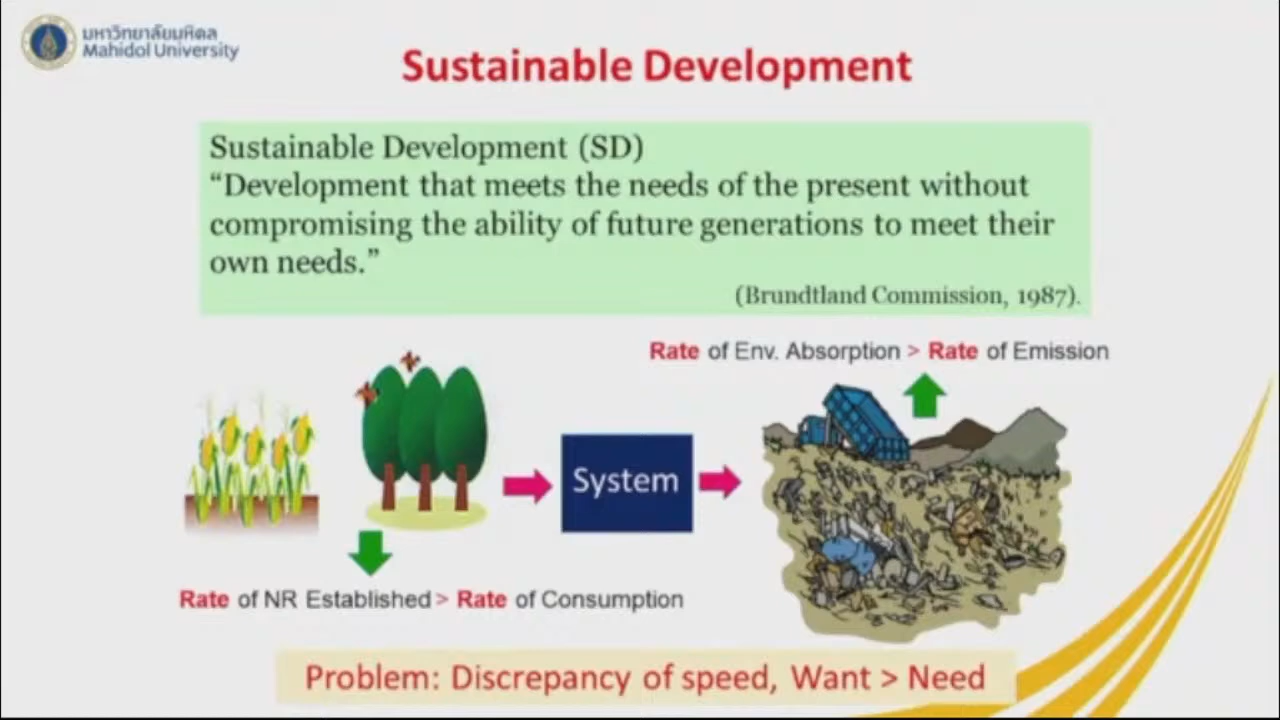 มหาวิทยาลัยมหิดล
Mahidol University
Sustainable Development
Sustainable Development (SD)
“Development that meets the needs of the present without
compromising the ability of future generations to meet their
own needs.”
(Brundtland Commission, 1987).
Rate of Env. Absorption > Rate of Emission
System
Rate of NR Established > Rate of Consumption
Problem: Discrepancy of speed, Want > Need